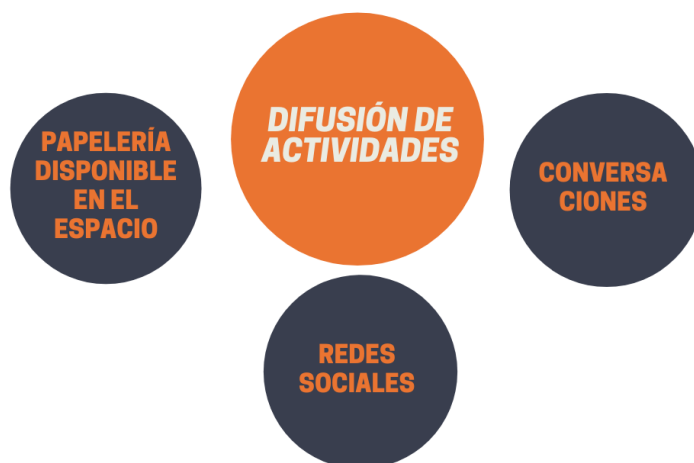 DIFUSIÓN DE
ACTIVIDADES
PAPELERÍA
DISPONIBLE
EN EL
ESPACIO
CONVERSA
CIONES
REDES
SOCIALES